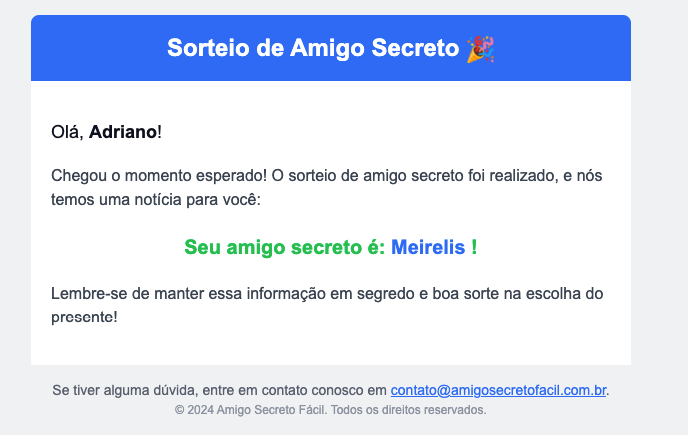 Sorteio de Amigo Secreto 🎉
Olá, Adriano!
Chegou o momento esperado! O sorteio de amigo secreto foi realizado, e nós
temos uma notícia para você:
Seu amigo secreto é: Meirelis !
Lembre-se de manter essa informação em segredo e boa sorte na escolha do
presente!
Se tiver alguma dúvida, entre em contato conosco em contato@amigosecretofacil.com.br.
© 2024 Amigo Secreto Fácil. Todos os direitos reservados.